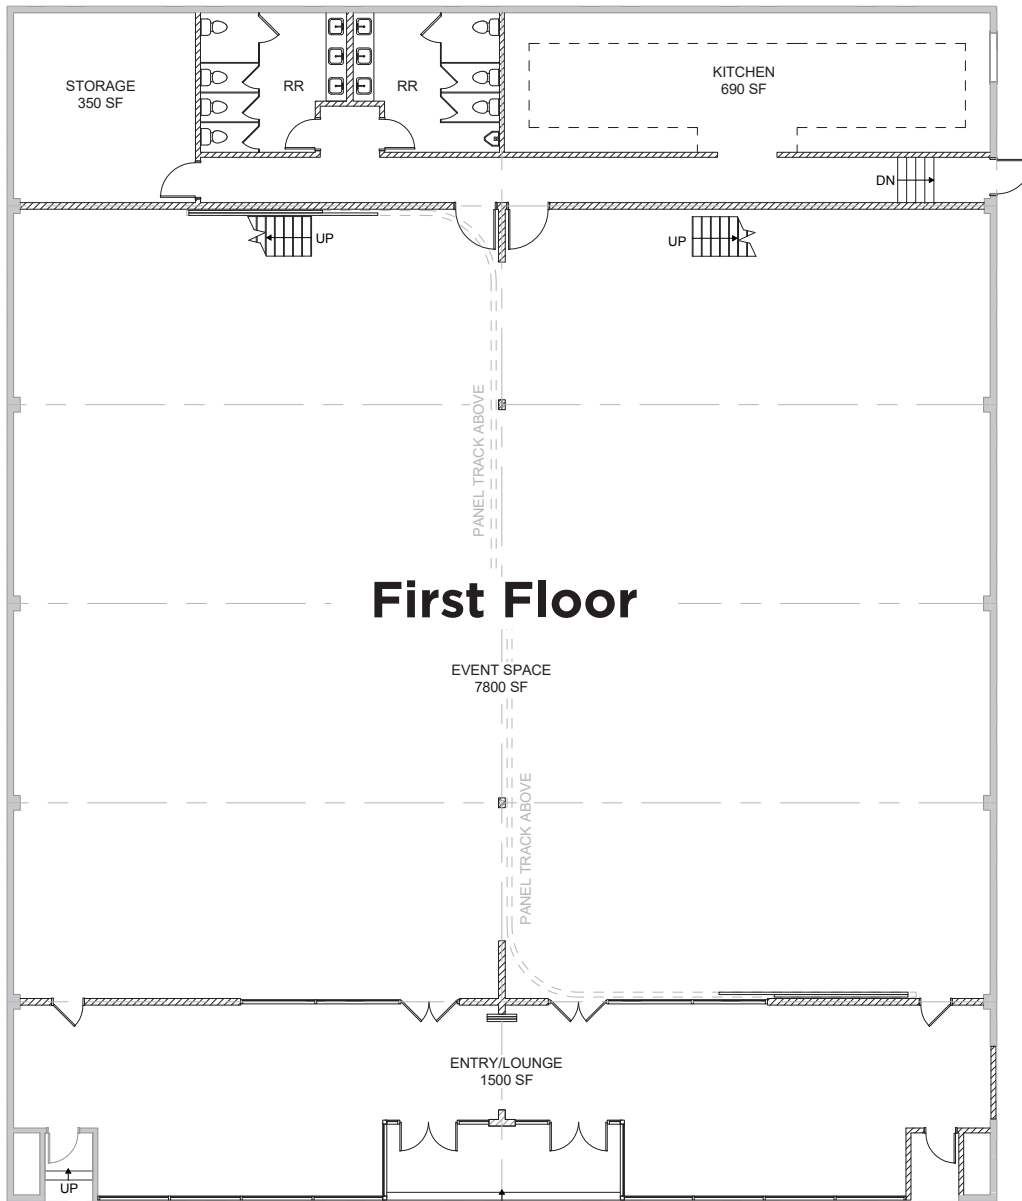 STORAGE
350 SF
RR
RR
KITCHEN
690 SF
DN
UP
UP
PANEL TRACK ABOVE
First Floor
EVENT SPACE
7800 SF
PANEL TRACK ABOVE
ENTRY/LOUNGE
1500 SF
UP